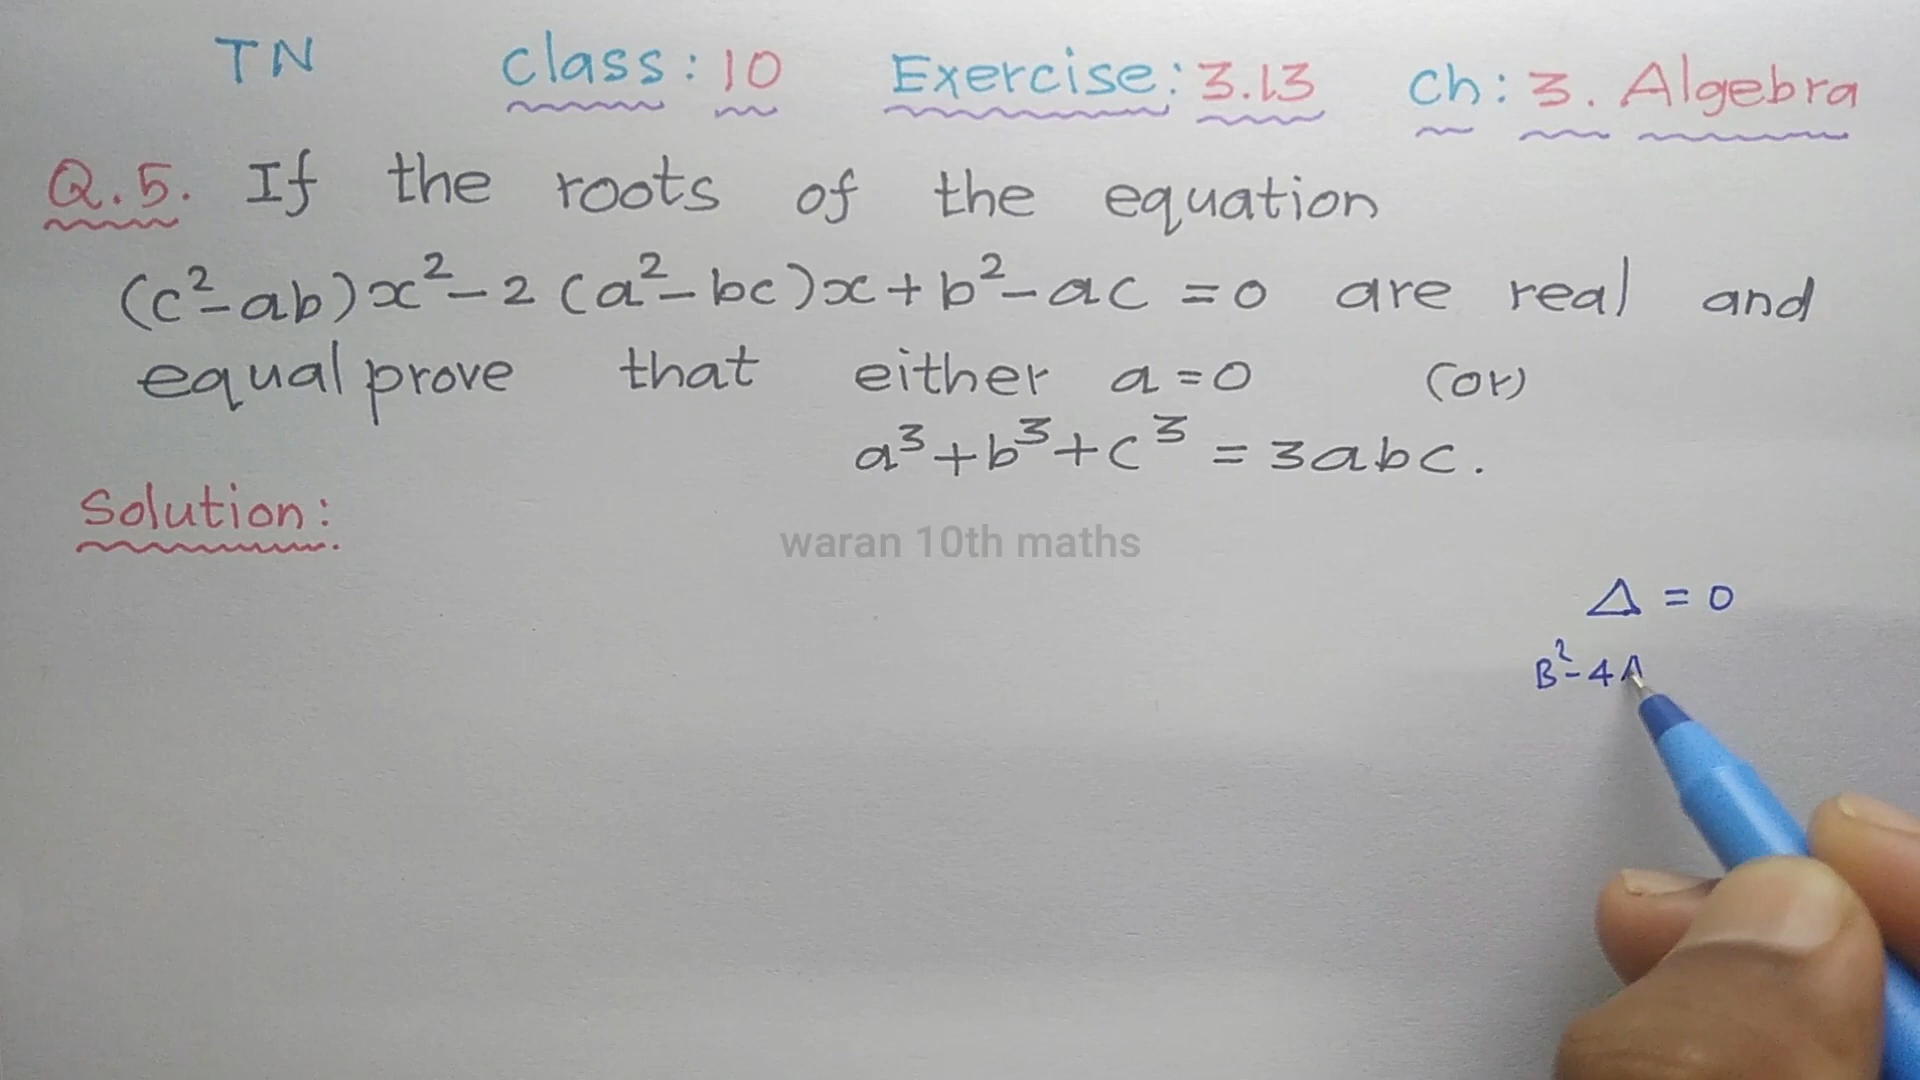 TN class: 10 Exercise: 3.13 Ch: 3. Algebra
Q.5. If the roots of the equation
(c²-ab)x²-2(a²-bc)x+b²-ac=0 are real and
equal prove that either a=0 (or)
a³+b³+c³=3abc.
Solution:
waran 10th maths
Δ = 0
B²-4A